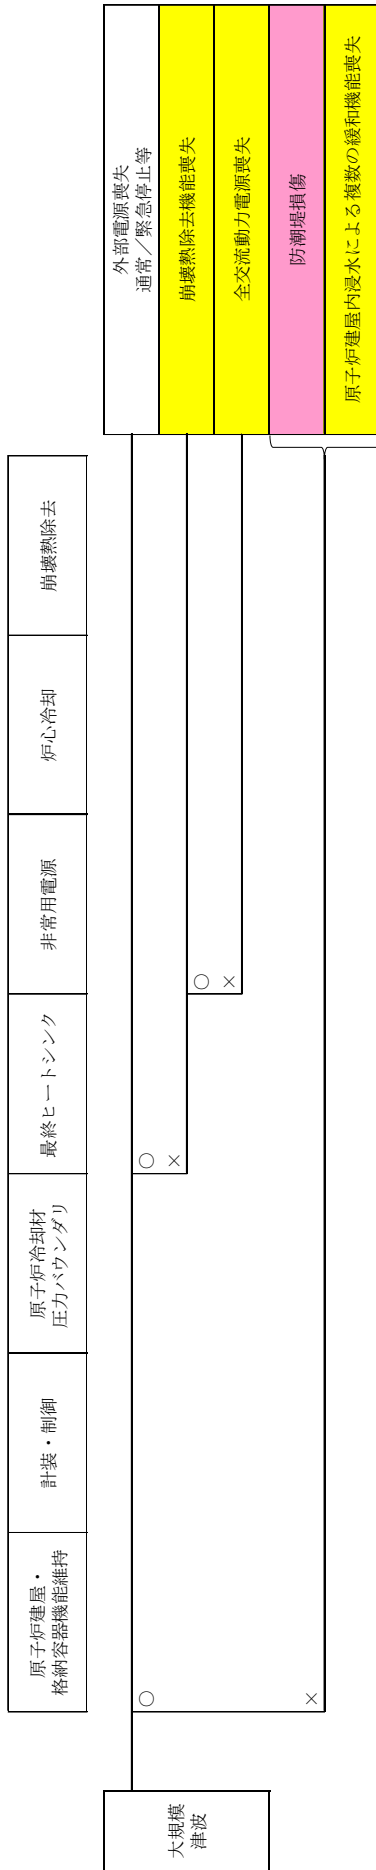 大規模
津波
原子炉建屋・
格納容器機能維持
計装・制御
原子炉冷却材
圧力バウンダリ
最終ヒートシンク
非常用電源
炉心冷却
崩壊熱除去
○
×
○
×
○
×
外部電源喪失
通常／緊急停止等
崩壊熱除去機能喪失
全交流動力電源喪失
防潮堤損傷
原子炉建屋内浸水による複数の緩和機能喪失